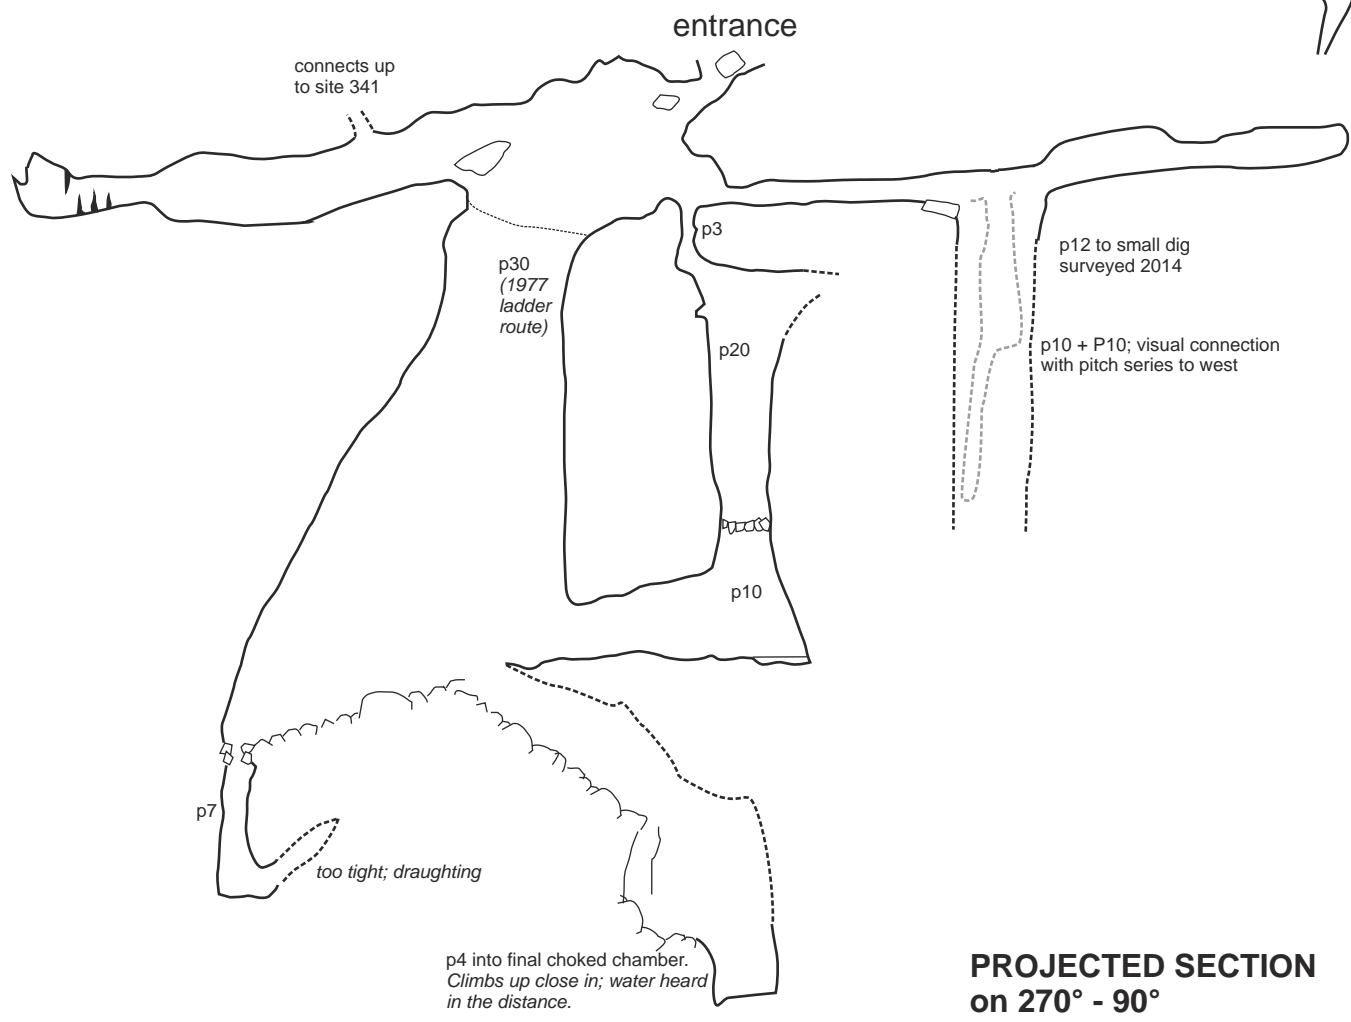 entrance
connects up
to site 341
p3
p12 to small dig
surveyed 2014
p30
(1977
ladder
route)
p20
p10 + P10; visual connection
with pitch series to west
p10
p7
too tight; draughting
p4 into final choked chamber.
Climbs up close in; water heard
in the distance.
PROJECTED SECTION
on 270° - 90°